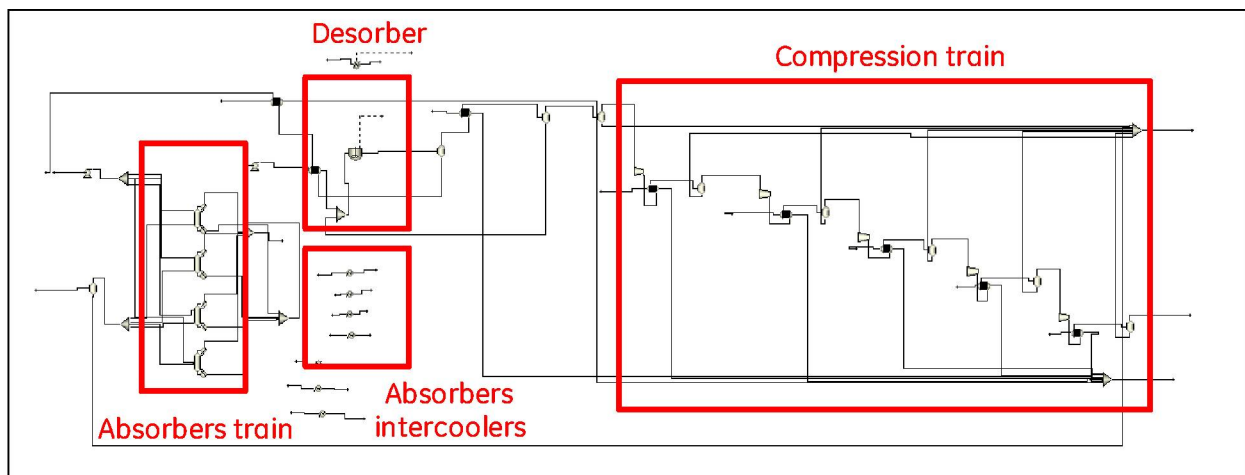 Desorber
Compression train
Absorbers train
Absorbers
intercoolers